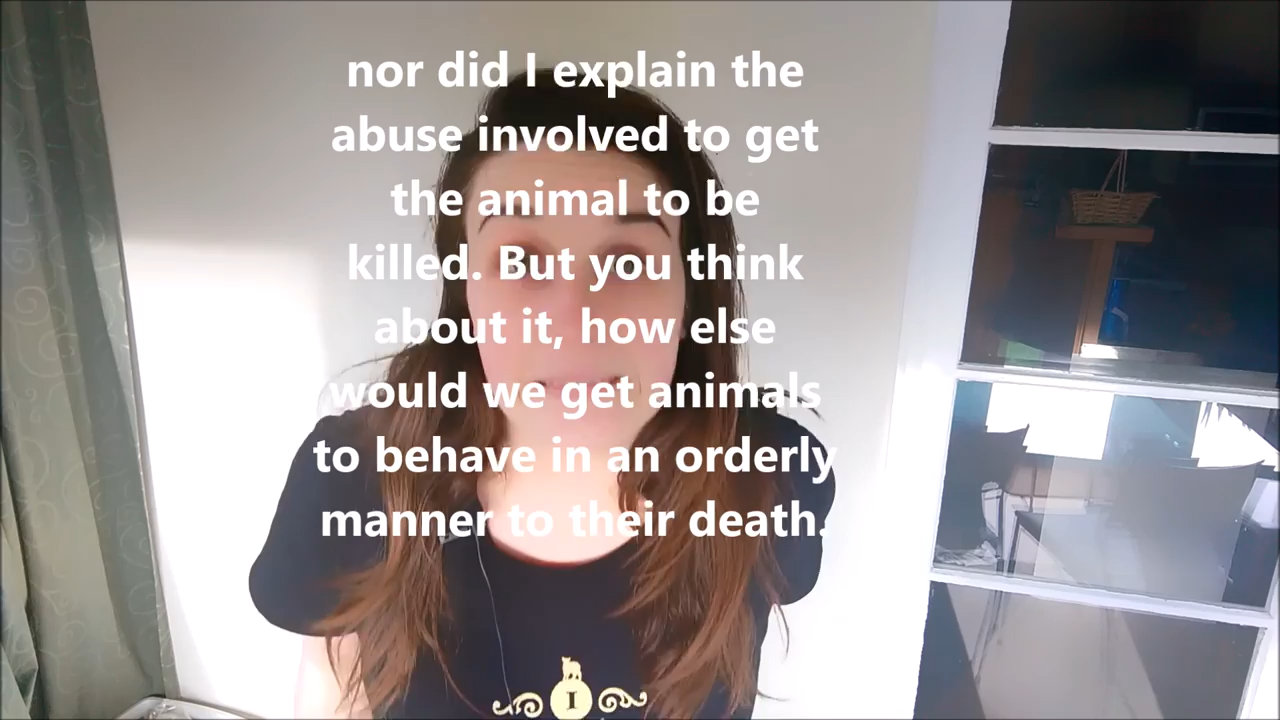 nor did I explain the
abuse involved to get
the animal to be
killed. But you think
about it, how else
would we get animals
to behave in an orderly
manner to their death.
I